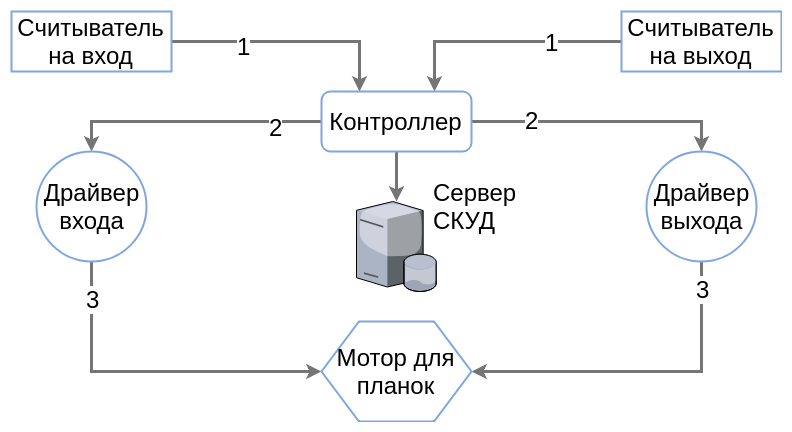 Считыватель
на вход
Считыватель
на выход
1
1
Контроллер
2
2
Драйвер
входа
Сервер
СКУД
Драйвер
выхода
3
3
Мотор для
планок